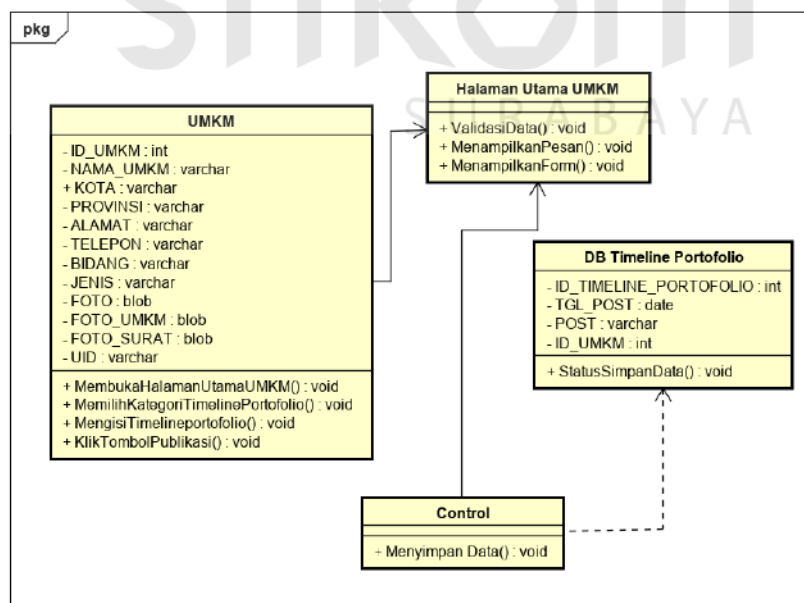 stikom
SURABAYA
pkg
UMKM
- ID_UMKM : int
- NAMA_UMKM : varchar
+ KOTA : varchar
- PROVINSI : varchar
- ALAMAT : varchar
- TELEPON : varchar
- BIDANG : varchar
- JENIS : varchar
- FOTO : blob
- FOTO_UMKM : blob
- FOTO_SURAT : blob
- UID : varchar
+ MembukaHalamanUtamaUMKM() : void
+ MemilihKategoriTimelinePortofolio() : void
+ MengisiTimelineportofolio() : void
+ KlikTombolPublikasi() : void
Halaman Utama UMKM
+ ValidasiData() : void
+ MenampilkanPesan() : void
+ MenampilkanForm() : void
DB Timeline Portofolio
- ID_TIMELINE_PORTOFOLIO : int
- TGL_POST : date
- POST : varchar
- ID_UMKM : int
+ StatusSimpanData() : void
Control
+ Menyimpan Data() : void